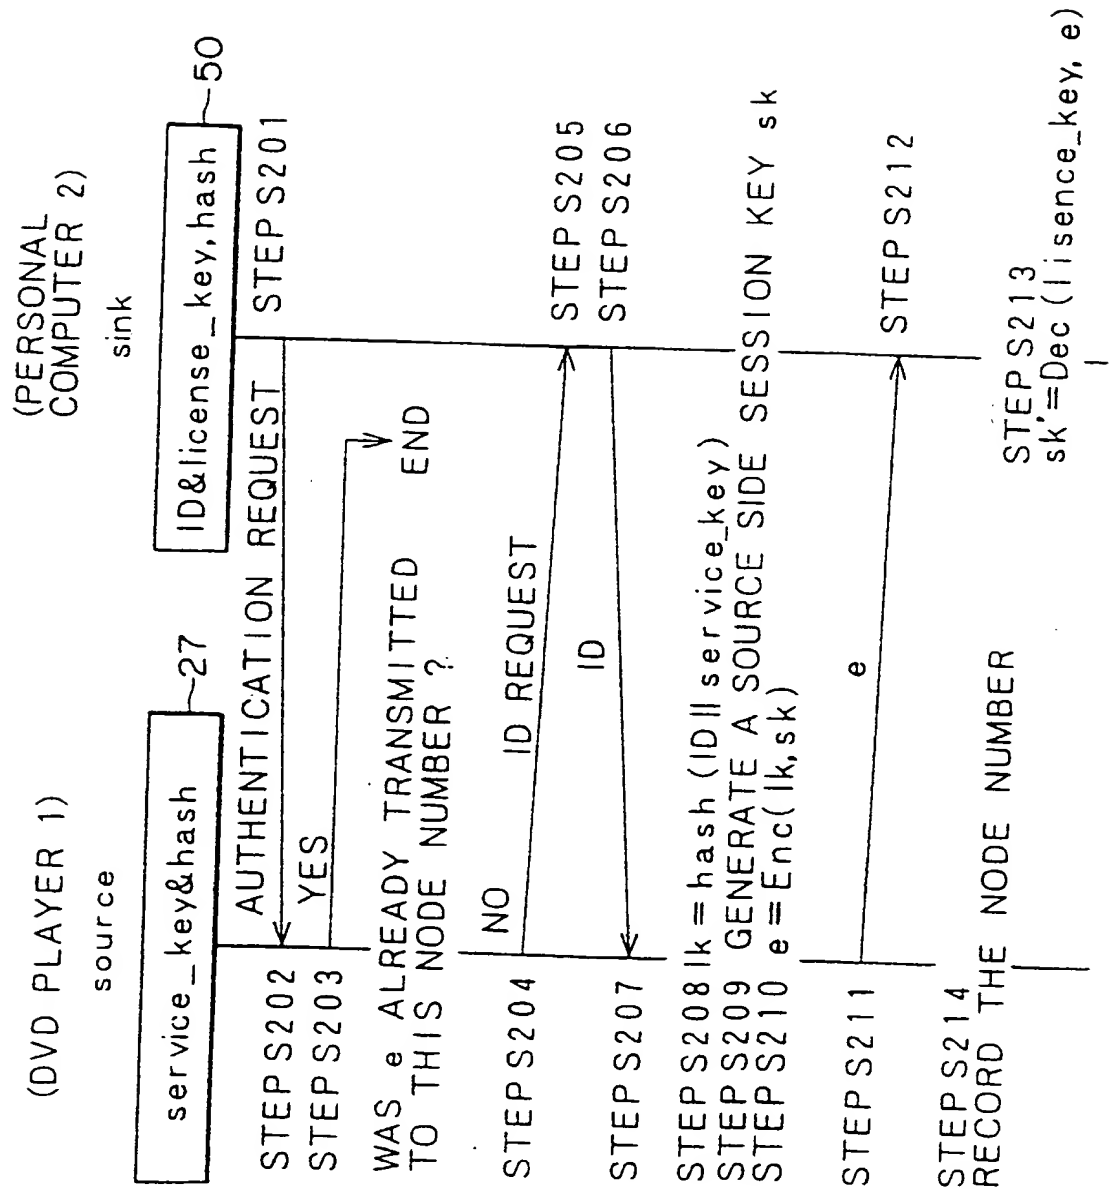 (DVD PLAYER 1)
source
(PERSONAL
COMPUTER 2)
sink
service_key&hash
27
ID&license_key,hash
50
AUTHENTICATION REQUEST
STEP S201
STEP S202
STEP S203
YES
WAS e ALREADY TRANSMITTED
TO THIS NODE NUMBER ?
END
NO
STEP S204
ID REQUEST
STEP S205
STEP S206
ID
STEP S207
STEP S208 lk = hash (ID || service_key)
STEP S209 GENERATE A SOURCE SIDE SESSION KEY sk
STEP S210 e = Enc(lk,sk)
STEP S211
e
STEP S212
STEP S213
sk'=Dec(lisence_key, e)
STEP S214
RECORD THE NODE NUMBER